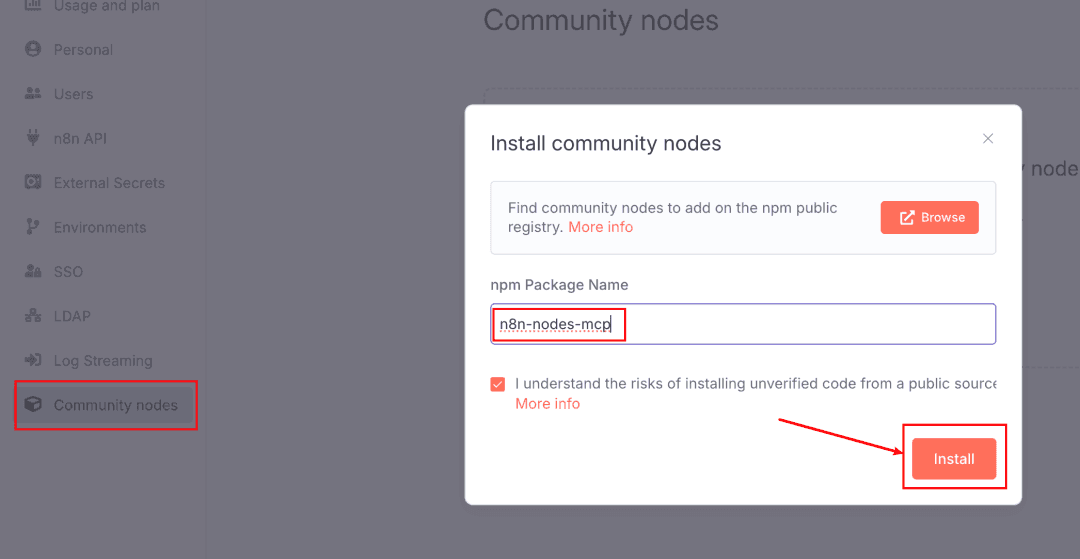 Usage and plan
Personal
Users
n8n API
External Secrets
Environments
SSO
LDAP
Log Streaming
Community nodes
Community nodes
y node
Install community nodes
Find community nodes to add on the npm public
registry. More info
Browse
npm Package Name
n8n-nodes-mcp
I understand the risks of installing unverified code from a public source
More info
Install